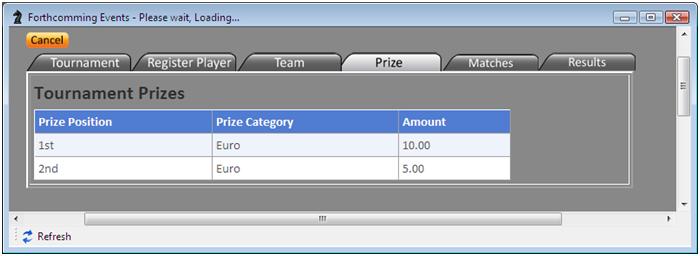 Forthcomming Events - Please wait, Loading...
Cancel
Tournament Register Player Team Prize Matches Results
Tournament Prizes
Prize Position Prize Category Amount
1st Euro 10.00
2nd Euro 5.00
Refresh